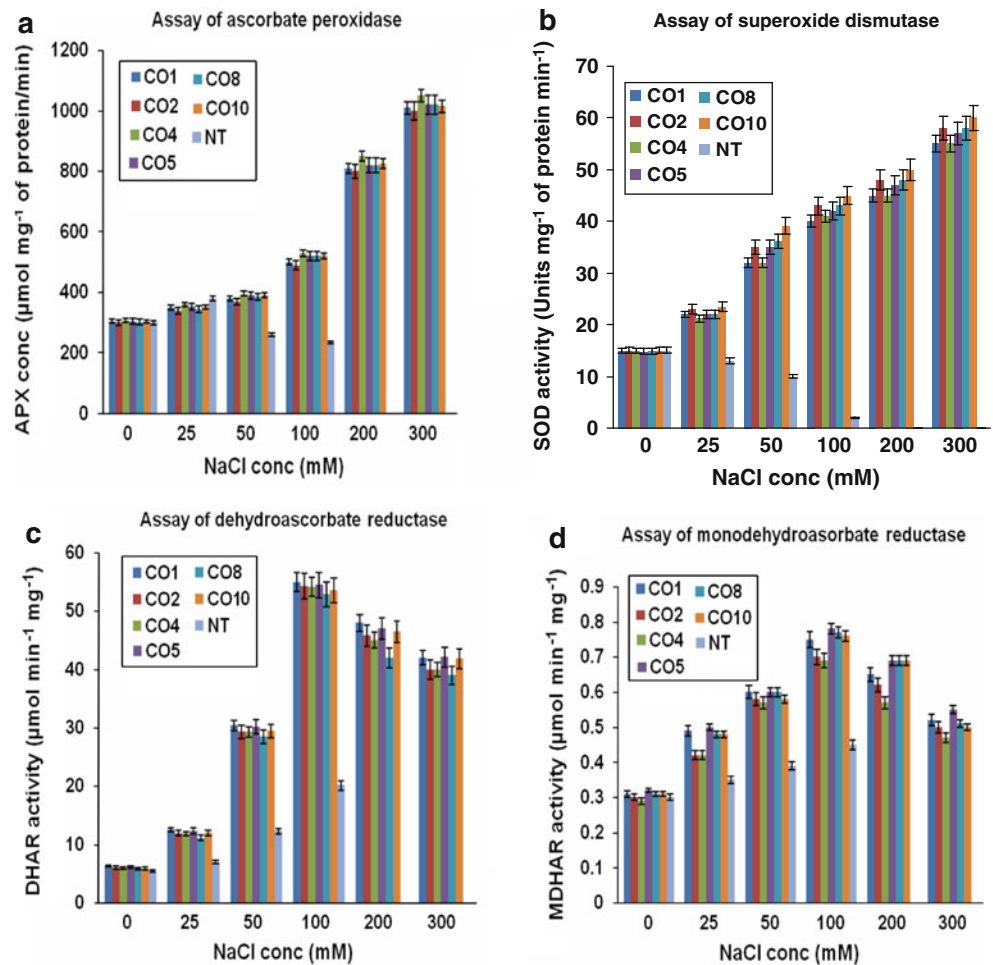 a
Assay of ascorbate peroxidase
APX conc (µmol mg⁻¹ of protein/min)
1200
1000
800
600
400
200
0
CO1 CO8
CO2 CO10
CO4 NT
CO5
0 25 50 100 200 300
NaCl conc (mM)
b
Assay of superoxide dismutase
SOD activity (Units mg⁻¹ of protein min⁻¹)
70
60
50
40
30
20
10
0
CO1 CO8
CO2 CO10
CO4 NT
CO5
0 25 50 100 200 300
NaCl conc (mM)
c
Assay of dehydroascorbate reductase
DHAR activity (µmol min⁻¹ mg⁻¹)
60
50
40
30
20
10
0
CO1 CO8
CO2 CO10
CO4 NT
CO5
0 25 50 100 200 300
NaCl conc (mM)
d
Assay of monodehydroasorbate reductase
MDHAR activity (µmol min⁻¹ mg⁻¹)
0.9
0.8
0.7
0.6
0.5
0.4
0.3
0.2
0.1
0
CO1 CO8
CO2 CO10
CO4 NT
CO5
0 25 50 100 200 300
NaCl conc (mM)